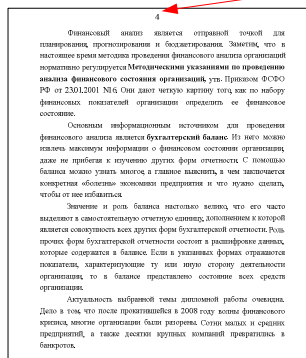 4
Финансовый анализ является отправной точкой для
планирования, прогнозирования и бюджетирования. Заметим, что в
настоящее время методика проведения финансового анализа организаций
нормативно регулируется Методическими указаниями по проведению
анализа финансового состояния организаций, утв. Приказом ФСФО
РФ от 23.01.2001 №16. Они дают четкую картину того, как по набору
финансовых показателей организации определить ее финансовое
состояние.
Основным информационным источником для проведения
финансового анализа является бухгалтерский баланс. Из него можно
извлечь максимум информации о финансовом состоянии организации,
даже не прибегая к изучению других форм отчетности. С помощью
баланса можно узнать многое, а главное выяснить, в чем заключается
конкретная «болезнь» экономики предприятия и что нужно сделать,
чтобы от нее избавиться.
Значение и роль баланса настолько велико, что его часто
выделяют в самостоятельную отчетную единицу, дополнением к которой
является совокупность всех других форм бухгалтерской отчетности. Роль
прочих форм бухгалтерской отчетности состоит в расшифровке данных,
которые содержатся в балансе. Если в указанных формах отражаются
показатели, характеризующие ту или иную сторону деятельности
организации, то в балансе представлено состояние всех средств
организации.
Актуальность выбранной темы дипломной работы очевидна.
Дело в том, что после прокатившейся в 2008 году волны финансового
кризиса, многие организации были разорены. Сотни малых и средних
предприятий, а также десятки крупных компаний превратились в
банкротов.